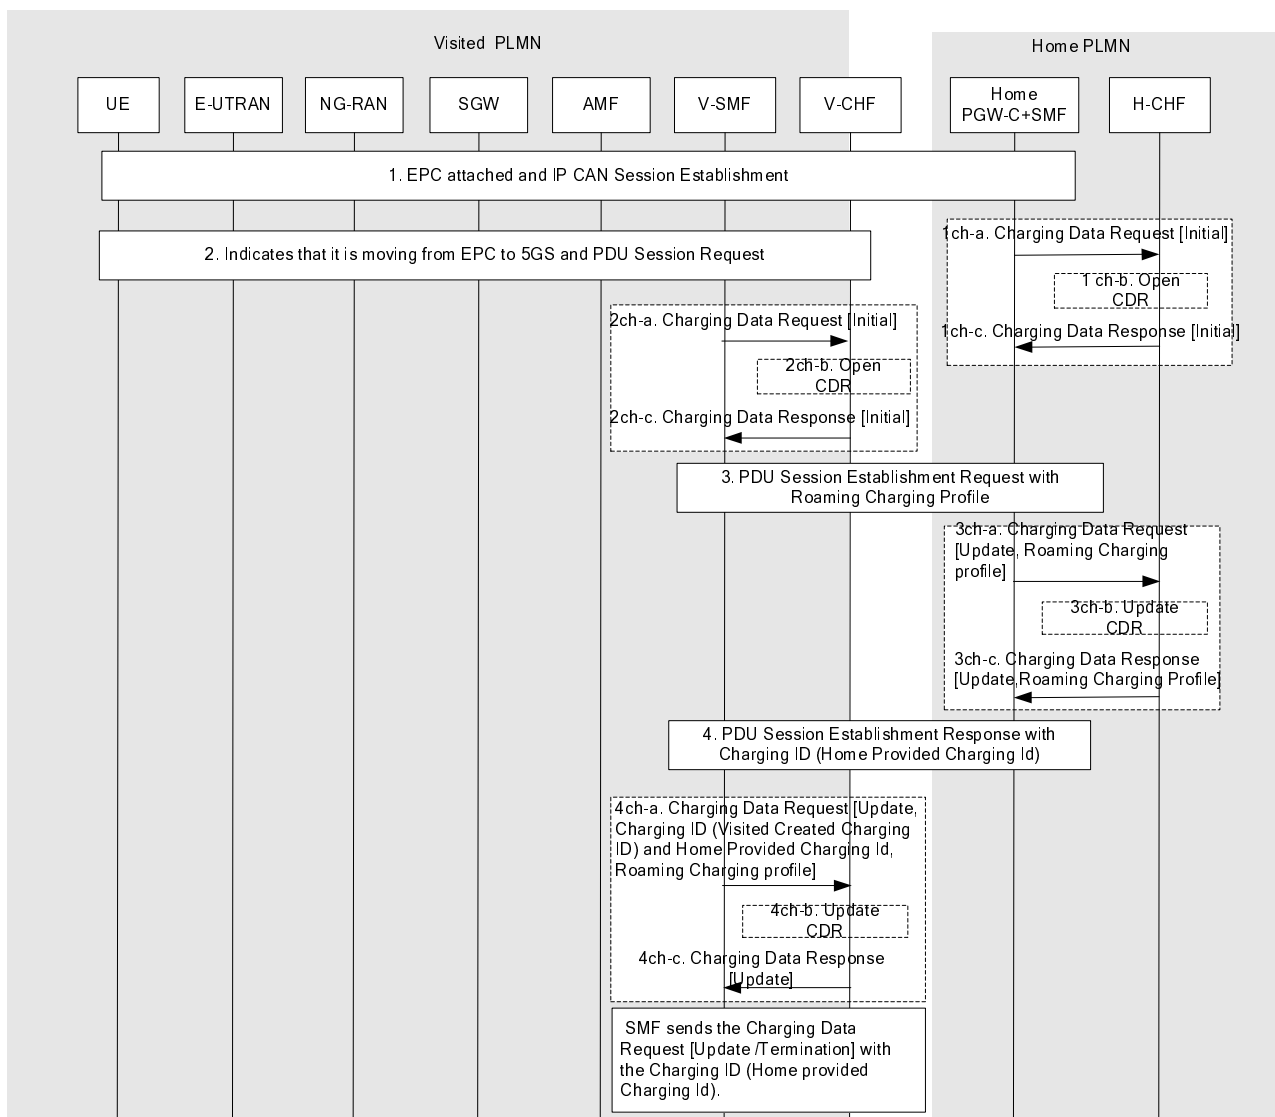 Visited PLMN
Home PLMN
UE
E-UTRAN
NG-RAN
SGW
AMF
V-SMF
V-CHF
Home
PGW-C+SMF
H-CHF
1. EPC attached and IP CAN Session Establishment
1ch-a. Charging Data Request [Initial]
2. Indicates that it is moving from EPC to 5GS and PDU Session Request
1 ch-b. Open
CDR
2ch-a. Charging Data Request [Initial]
1ch-c. Charging Data Response [Initial]
2ch-b. Open
CDR
2ch-c. Charging Data Response [Initial]
3. PDU Session Establishment Request with
Roaming Charging Profile
3ch-a. Charging Data Request
[Update, Roaming Charging
profile]
3ch-b. Update
CDR
3ch-c. Charging Data Response
[Update,Roaming Charging Profile]
4. PDU Session Establishment Response with
Charging ID (Home Provided Charging Id)
4ch-a. Charging Data Request [Update,
Charging ID (Visited Created Charging
ID) and Home Provided Charging Id,
Roaming Charging profile]
4ch-b. Update
CDR
4ch-c. Charging Data Response
[Update]
SMF sends the Charging Data
Request [Update /Termination] with
the Charging ID (Home provided
Charging Id).